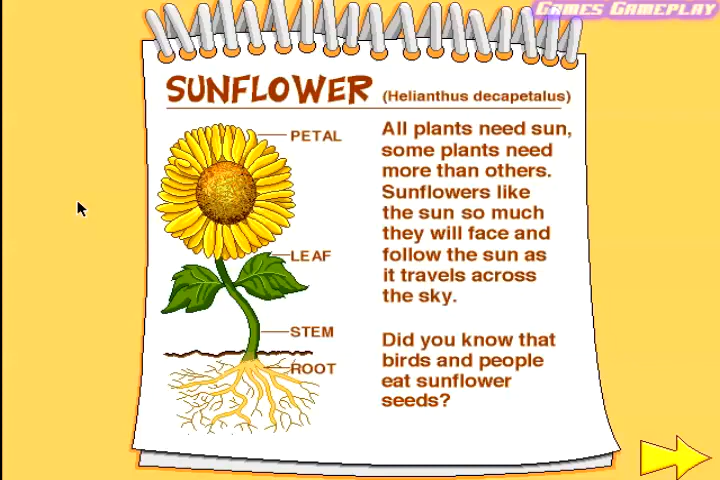 Games Gameplay
SUNFLOWER (Helianthus decapetalus)
PETAL
LEAF
STEM
ROOT
All plants need sun,
some plants need
more than others.
Sunflowers like
the sun so much
they will face and
follow the sun as
it travels across
the sky.
Did you know that
birds and people
eat sunflower
seeds?